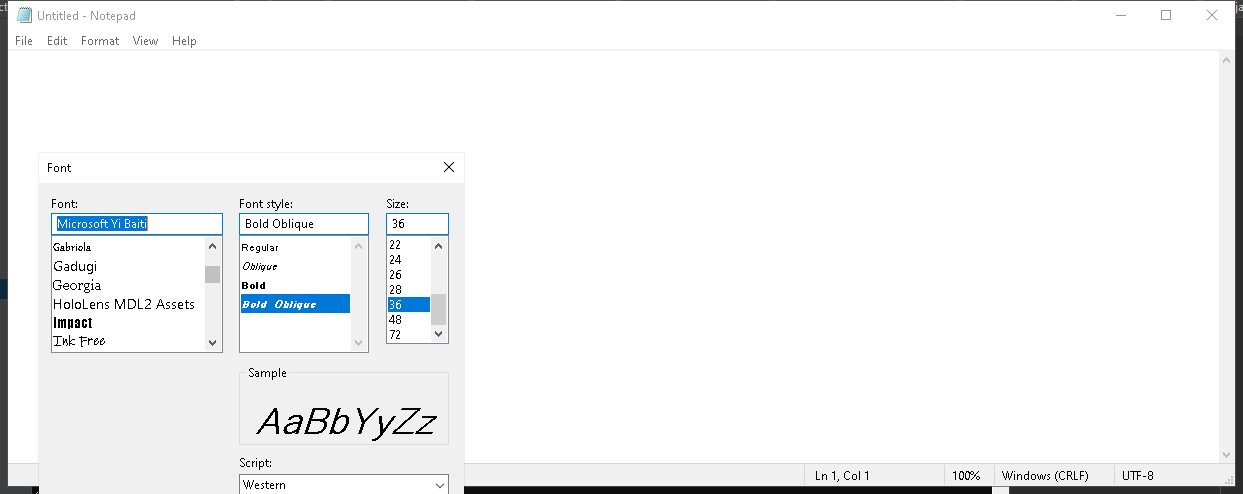 Untitled - Notepad
File Edit Format View Help
Font
Font: Font style: Size:
Microsoft Yi Baiti Bold Oblique 36
Gabriola
Gadugi
Georgia
HoloLens MDL2 Assets
Impact
Ink Free
Regular
Oblique
Bold
Bold Oblique
22
24
26
28
36
48
72
Sample
AaBbYyZz
Script:
Western
Ln 1, Col 1 100% Windows (CRLF) UTF-8